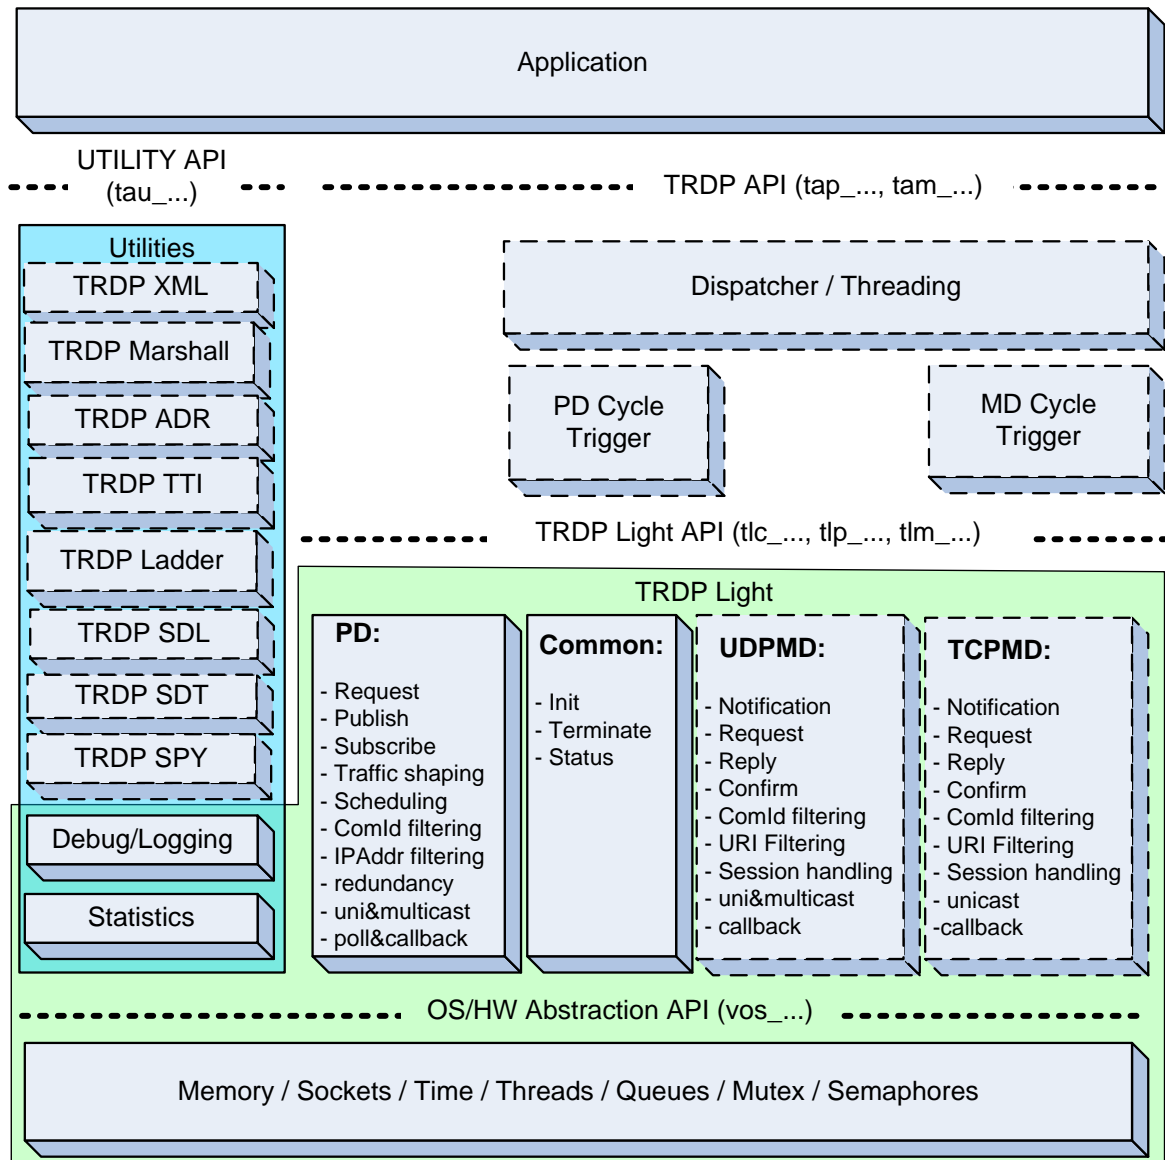 Application
UTILITY API
(tau_...)
TRDP API (tap_..., tam_...)
Utilities
TRDP XML
TRDP Marshall
TRDP ADR
TRDP TTI
TRDP Ladder
TRDP SDL
TRDP SDT
TRDP SPY
Debug/Logging
Statistics
Dispatcher / Threading
PD Cycle
Trigger
MD Cycle
Trigger
TRDP Light API (tlc_..., tlp_..., tlm_...)
TRDP Light
PD:
- Request
- Publish
- Subscribe
- Traffic shaping
- Scheduling
- ComId filtering
- IPAddr filtering
- redundancy
- uni&multicast
- poll&callback
Common:
- Init
- Terminate
- Status
UDPMD:
- Notification
- Request
- Reply
- Confirm
- ComId filtering
- URI Filtering
- Session handling
- uni&multicast
- callback
TCPMD:
- Notification
- Request
- Reply
- Confirm
- ComId filtering
- URI Filtering
- Session handling
- unicast
-callback
OS/HW Abstraction API (vos_...)
Memory / Sockets / Time / Threads / Queues / Mutex / Semaphores